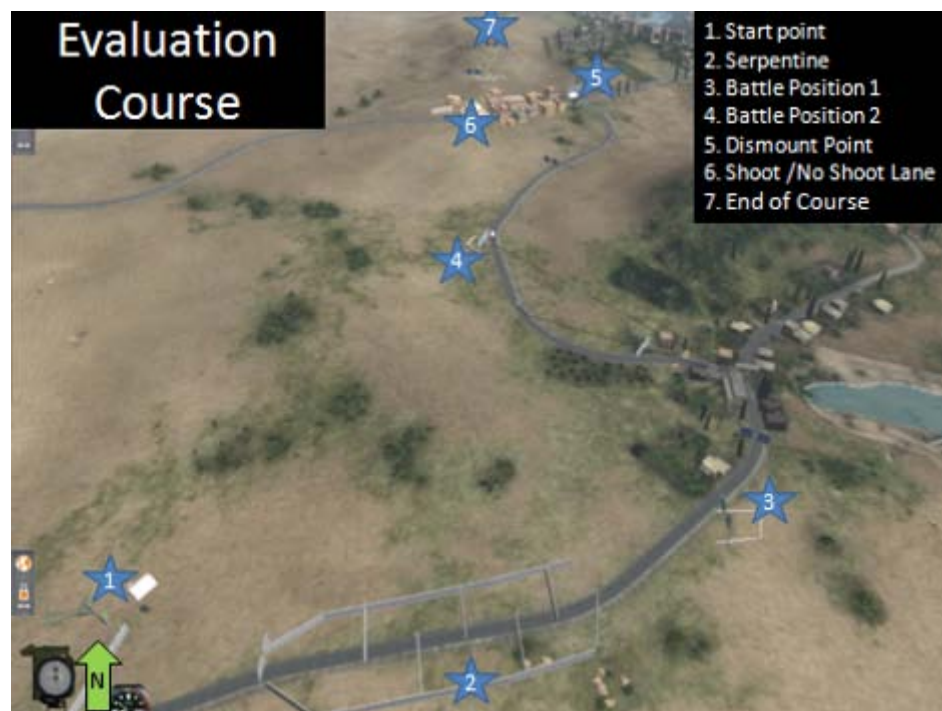 Evaluation
Course
1. Start point
2. Serpentine
3. Battle Position 1
4. Battle Position 2
5. Dismount Point
6. Shoot /No Shoot Lane
7. End of Course
7
5
6
4
3
1
2
N